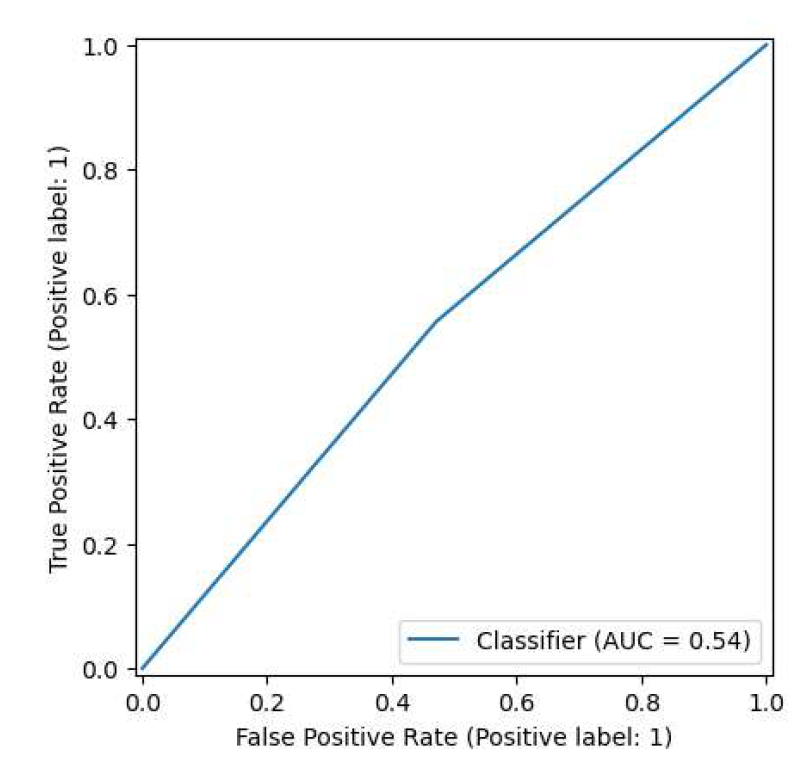 1.0
0.8
0.6
0.4
0.2
0.0
True Positive Rate (Positive label: 1)
Classifier (AUC = 0.54)
0.0 0.2 0.4 0.6 0.8 1.0
False Positive Rate (Positive label: 1)